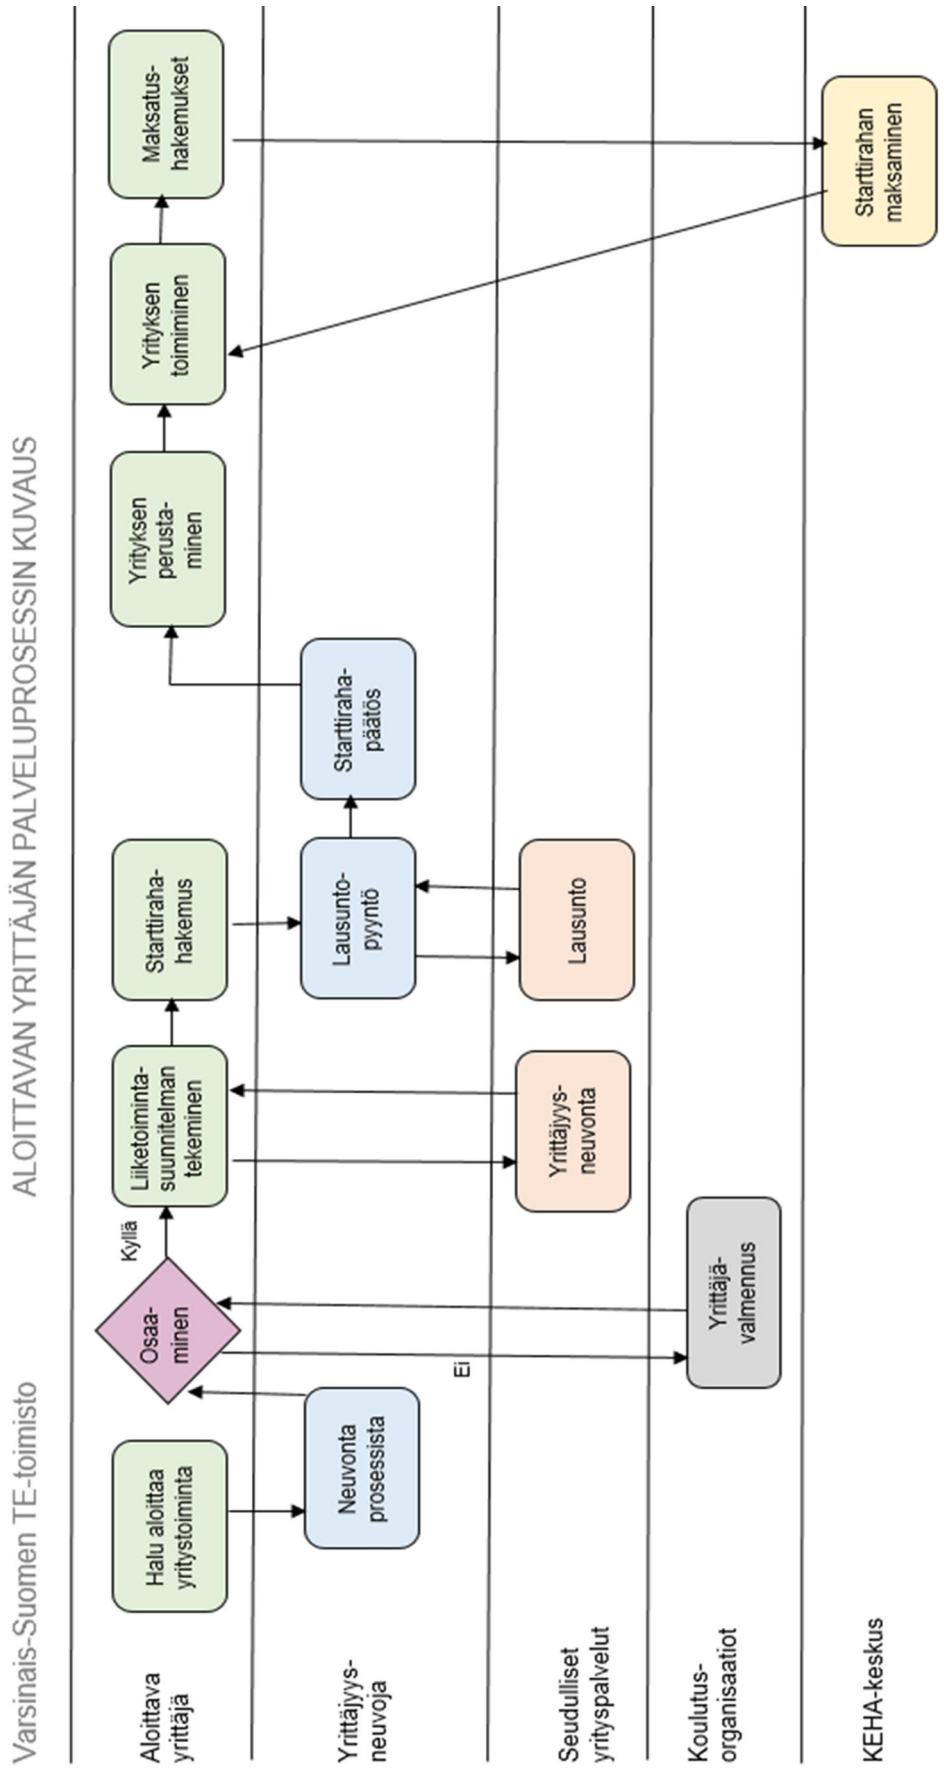 Varsinais-Suomen TE-toimisto
ALOITTAVAN YRITTÄJÄN PALVELUPROSESSIN KUVAUS
Aloittava
yrittäjä
Halu aloittaa
yritystoiminta
Osaa-
minen
Kyllä
Liiketoiminta-
suunnitelman
tekeminen
Starttiraha-
hakemus
Yrityksen
perusta-
minen
Yrityksen
toimiminen
Maksatus-
hakemukset
Yrittäjyys-
neuvoja
Neuvonta
prosessista
Ei
Lausunto-
pyyntö
Starttiraha-
päätös
Seudulliset
yrityspalvelut
Yrittäjyys-
neuvonta
Lausunto
Koulutus-
organisaatiot
Yrittäjä-
valmennus
KEHA-keskus
Starttirahan
maksaminen